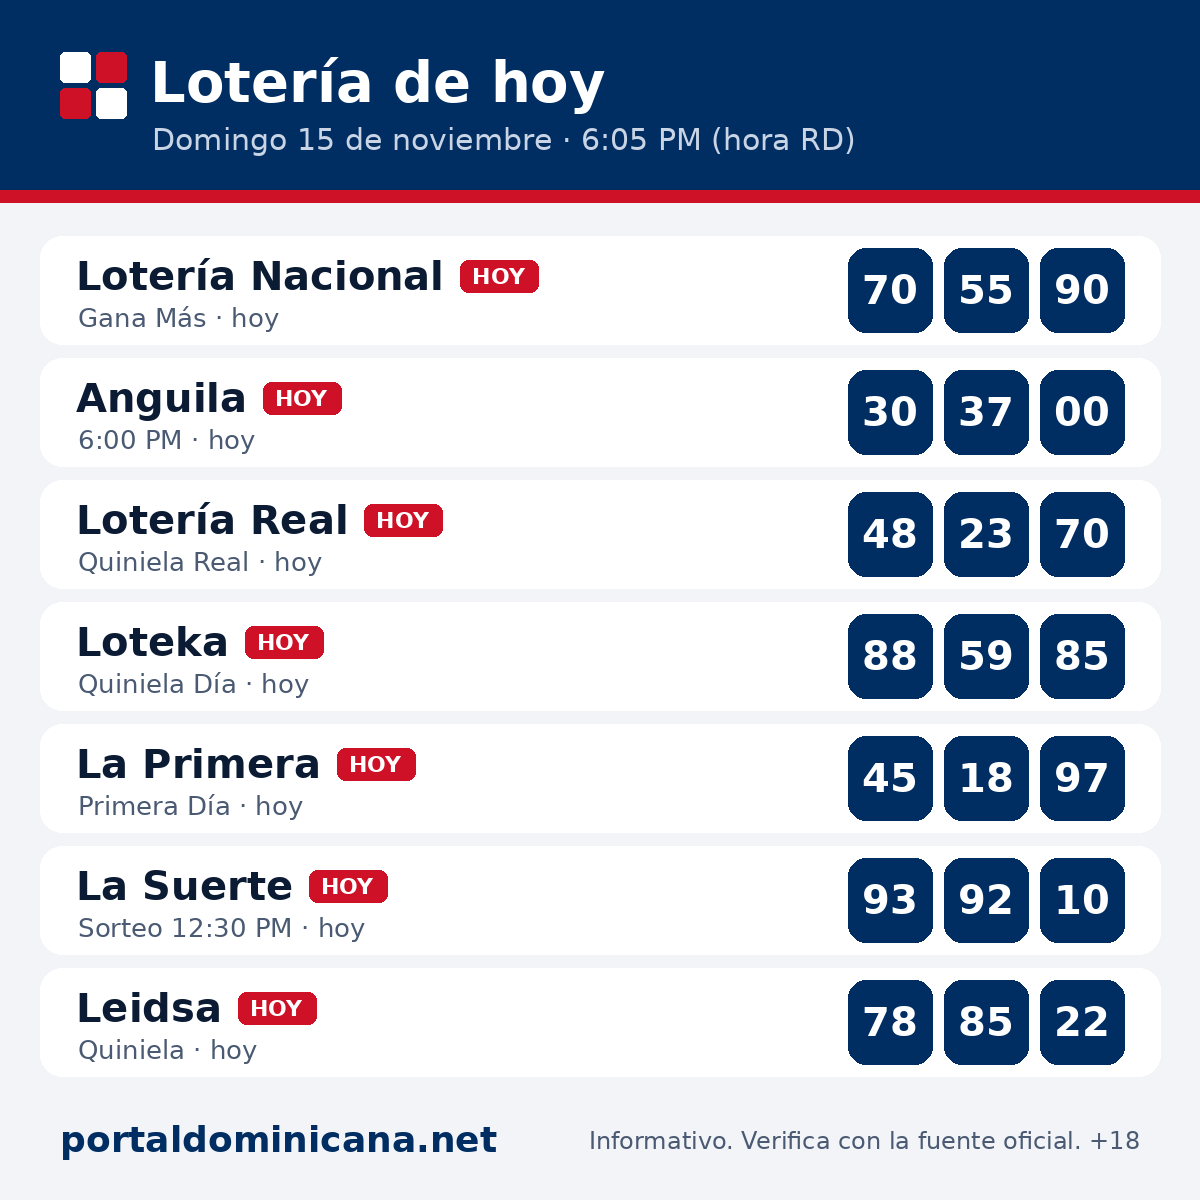 Lotería de hoy
Domingo 15 de noviembre · 6:05 PM (hora RD)
Lotería Nacional HOY 70 55 90
Gana Más · hoy
Anguila HOY 30 37 00
6:00 PM · hoy
Lotería Real HOY 48 23 70
Quiniela Real · hoy
Loteka HOY 88 59 85
Quiniela Día · hoy
La Primera HOY 45 18 97
Primera Día · hoy
La Suerte HOY 93 92 10
Sorteo 12:30 PM · hoy
Leidsa HOY 78 85 22
Quiniela · hoy
portaldominicana.net Informativo. Verifica con la fuente oficial. +18